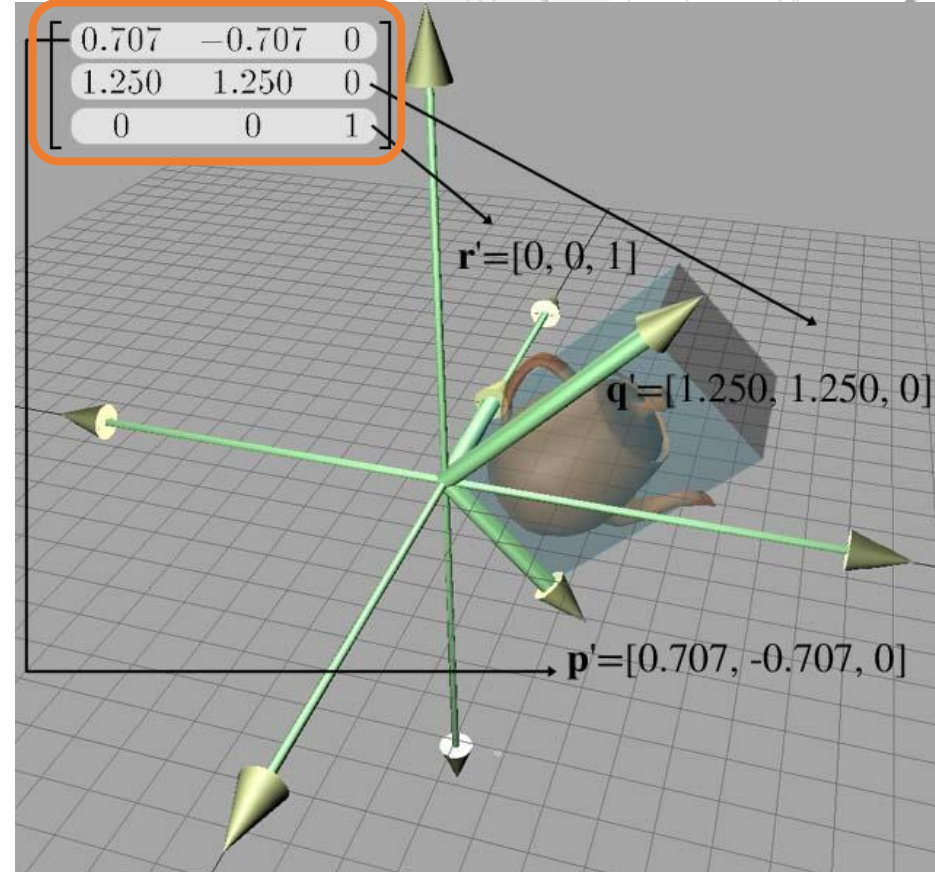 0.707 −0.707 0
1.250 1.250 0
0 0 1
r'=[0, 0, 1]
q'=[1.250, 1.250, 0]
p'=[0.707, -0.707, 0]